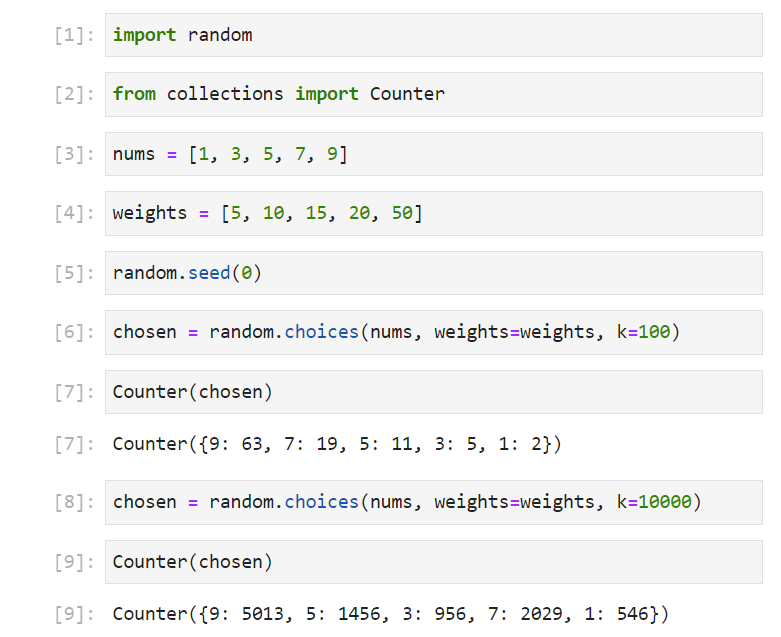 [1]: import random
[2]: from collections import Counter
[3]: nums = [1, 3, 5, 7, 9]
[4]: weights = [5, 10, 15, 20, 50]
[5]: random.seed(0)
[6]: chosen = random.choices(nums, weights=weights, k=100)
[7]: Counter(chosen)
[7]: Counter({9: 63, 7: 19, 5: 11, 3: 5, 1: 2})
[8]: chosen = random.choices(nums, weights=weights, k=10000)
[9]: Counter(chosen)
[9]: Counter({9: 5013, 5: 1456, 3: 956, 7: 2029, 1: 546})